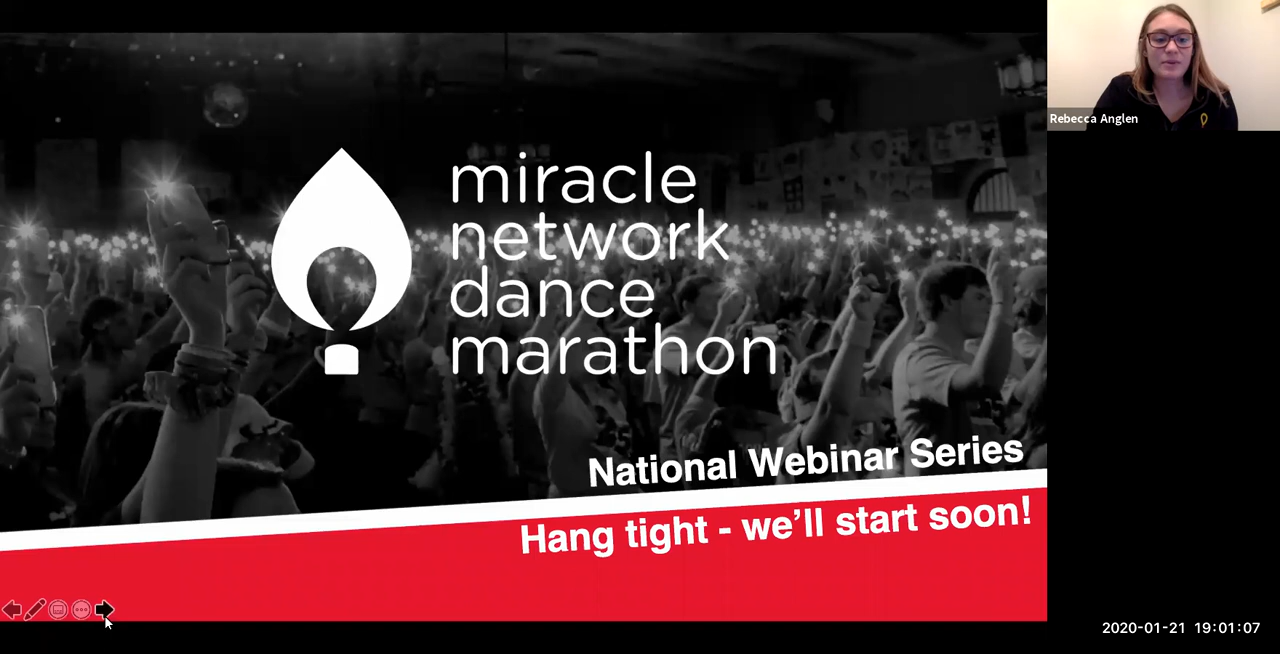 miracle
network
dance
marathon
National Webinar Series
Hang tight - we’ll start soon!
Rebecca Anglen
2020-01-21 19:01:07